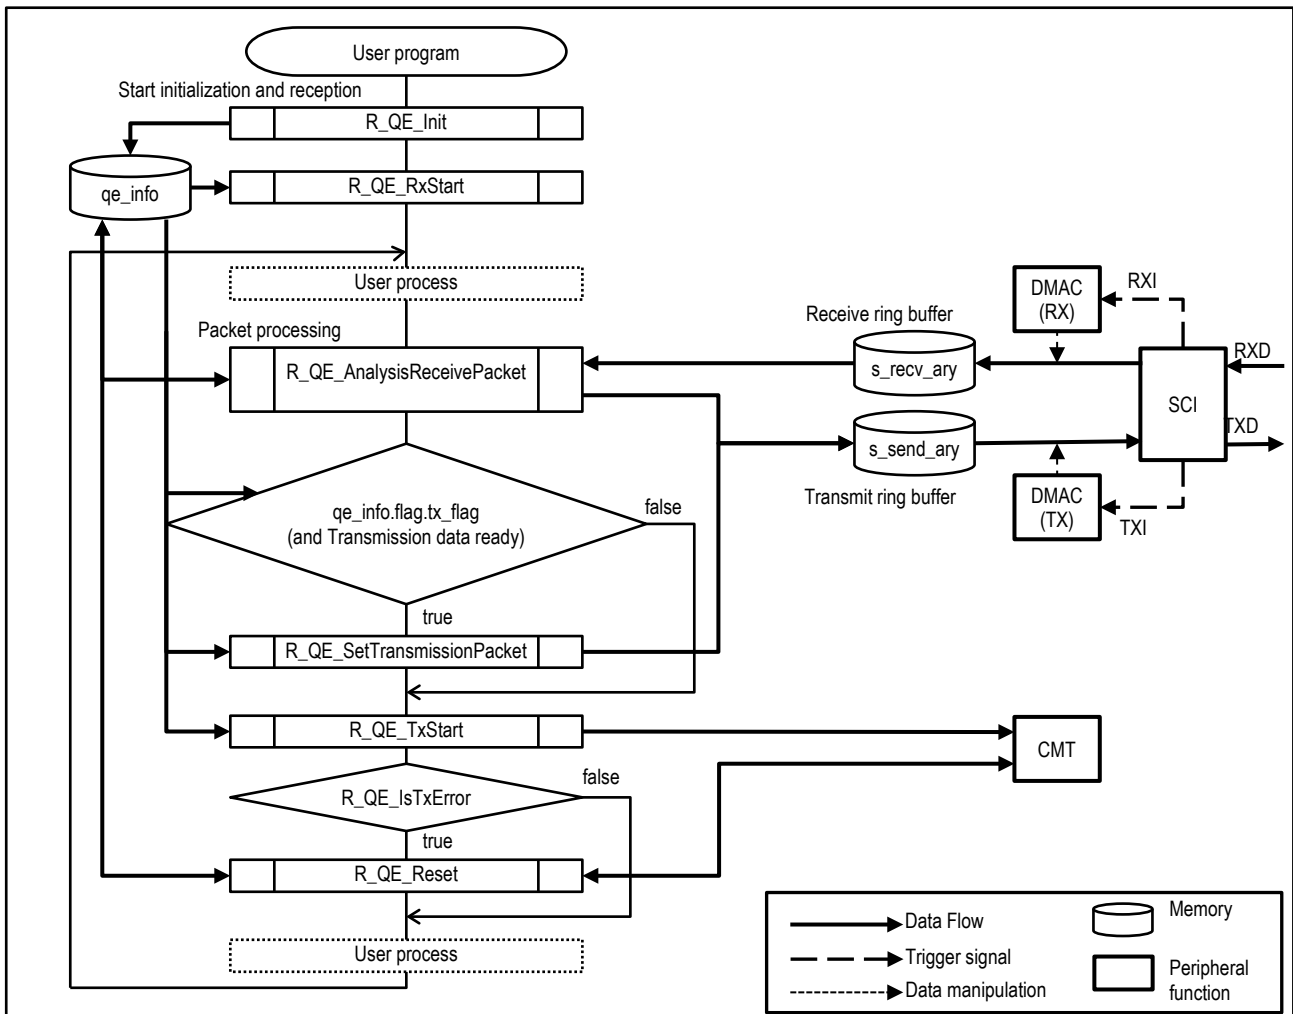 User program
Start initialization and reception
R_QE_Init
qe_info
R_QE_RxStart
User process
Packet processing
R_QE_AnalysisReceivePacket
Receive ring buffer
s_recv_ary
DMAC
(RX)
RXI
RXD
SCI
TXD
s_send_ary
Transmit ring buffer
DMAC
(TX)
TXI
qe_info.flag.tx_flag
(and Transmission data ready)
false
true
R_QE_SetTransmissionPacket
R_QE_TxStart
CMT
R_QE_IsTxError
false
true
R_QE_Reset
User process
Data Flow
Trigger signal
Data manipulation
Memory
Peripheral
function